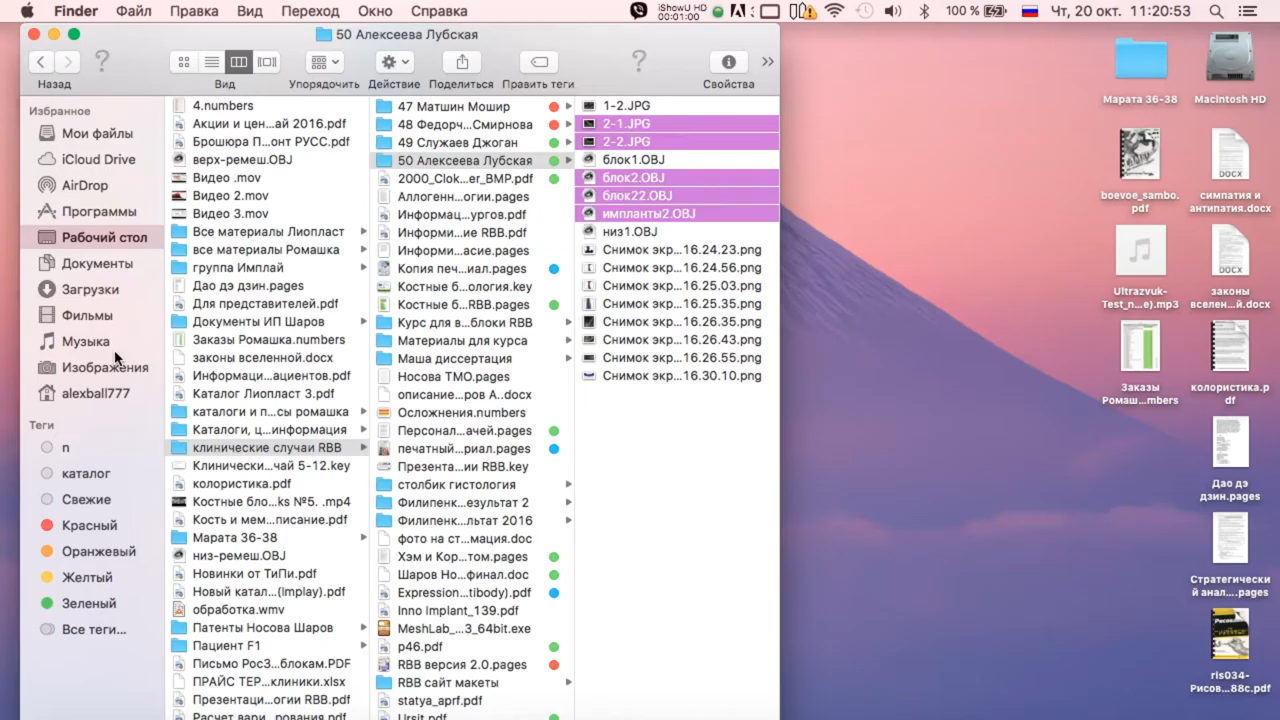 Finder Файл Правка Вид Переход Окно Справка iShowU HD 00:01:00 100 % Чт, 20 окт. 11:20:53
50 Алексеева Лубская
Назад Вид Упорядочить Действие Поделиться Править теги Свойства
Избранное
Мои файлы
iCloud Drive
AirDrop
Программы
Рабочий стол
Документы
Загрузки
Фильмы
Музыка
Изображения
alexball777
Теги
n
каталог
Свежие
Красный
Оранжевый
Желтый
Зеленый
Все теги...
4.numbers
Акции и цен...ай 2016.pdf
Брошюра П...онт РУСС.pdf
верх-ремеш.OBJ
Видео .mov
Видео 2.mov
Видео 3.mov
Все материалы Лиопласт
все материалы Ромашка
группа Имплай
Дао дэ дзин.pages
Для представителей.pdf
Документы ИП Шаров
Заказы Ромашка.numbers
законы вселенной.docx
Информаци...ациентов.pdf
Каталог Лиопласт 3.pdf
каталоги и п...сы ромашка
Каталоги, ц...информация
клинические случаи RBB
Клинически...чай 5-12.key
колористика.pdf
Костные бло...ks №5. .mp4
Кость и мем...писание.pdf
Марата 36-38
низ-ремеш.OBJ
Новинки от ТиПи.pdf
Новый катал...(implay).pdf
обработка.wmv
Патенты Носова Шаров
Пациент F1
Письмо РосЗ...блокам.PDF
ПРАЙС ТЕР...клиники.xlsx
Презентаци...огии RBB.pdf
Расчет вари...рования.pdf
47 Матшин Мошир
48 Федорч...Смирнова
49 Служаев Джоган
50 Алексеева Лубская
2000_Clok...er_BMP.pdf
Аллоген...огия.pages
Информац...ургов.pdf
Информи...ие RBB.pdf
Информи...асие.pages
Копия печ...иал.pages
Костные б...ология.key
Костные...RBB.pages
Курс для в...блоки RBB
Материалы для курса
Маша диссертация
Носова ТМО.pages
описание...ров А..docx
Осложнения.numbers
Персонал...ачей.pages
печатный...риал.pages
Презента...ии RBB.key
столбик гистология
Филипенк...езультат 2
Филипенк...льтат 2016
фото на ст...мация.doc
Хэм и Кор...том.pages
Шаров Но...финал.doc
Expression...tibody).pdf
Inno Implant_139.pdf
MeshLab_...3_64bit.exe
p46.pdf
RBB версия 2.0.pages
RBB сайт макеты
statya_aprf.pdf
Ursit.pdf
1-2.JPG
2-1.JPG
2-2.JPG
блок1.OBJ
блок2.OBJ
блок22.OBJ
импланты2.OBJ
низ1.OBJ
Снимок экр...16.24.23.png
Снимок экр...16.24.56.png
Снимок экр...16.25.03.png
Снимок экр...16.25.35.png
Снимок экр...16.26.35.png
Снимок экр...16.26.43.png
Снимок экр...16.26.55.png
Снимок экр...16.30.10.png
Марата 36-38
Macintosh HD
boevoe_sambo.
pdf
симпатия и
антипатия.docx
Ultrazvuk-
Test_n...e).mp3
законы
вселен...й.docx
Заказы
Ромаш...mbers
колористика.p
df
Дао дэ
дзин.pages
Стратегически
й анал....pages
ris034-
Рисов...88c.pdf